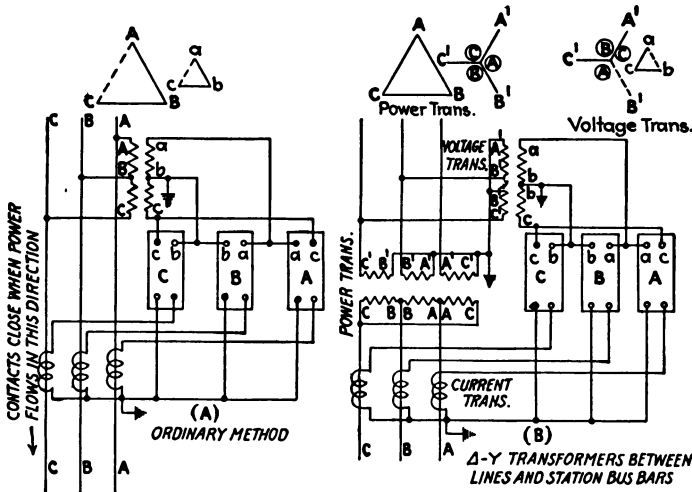 A
C B
a
c b
A
C B
Power Trans.
A'
C' C A
B
B'
A'
C' B C
A
B'
a
c b
Voltage Trans.
C B A
A a
B b
C c
c b
C
b a
B
a c
A
CONTACTS CLOSE WHEN POWER
FLOWS IN THIS DIRECTION
(A)
ORDINARY METHOD
C B A
VOLTAGE
TRANS.
A' a
B b
B b
C' c
c b
C
b a
B
a c
A
POWER TRANS.
C' B' B' A' A' C'
C B B A A C
CURRENT
TRANS.
(B)
C B A
Δ-Y TRANSFORMERS BETWEEN
LINES AND STATION BUS BARS